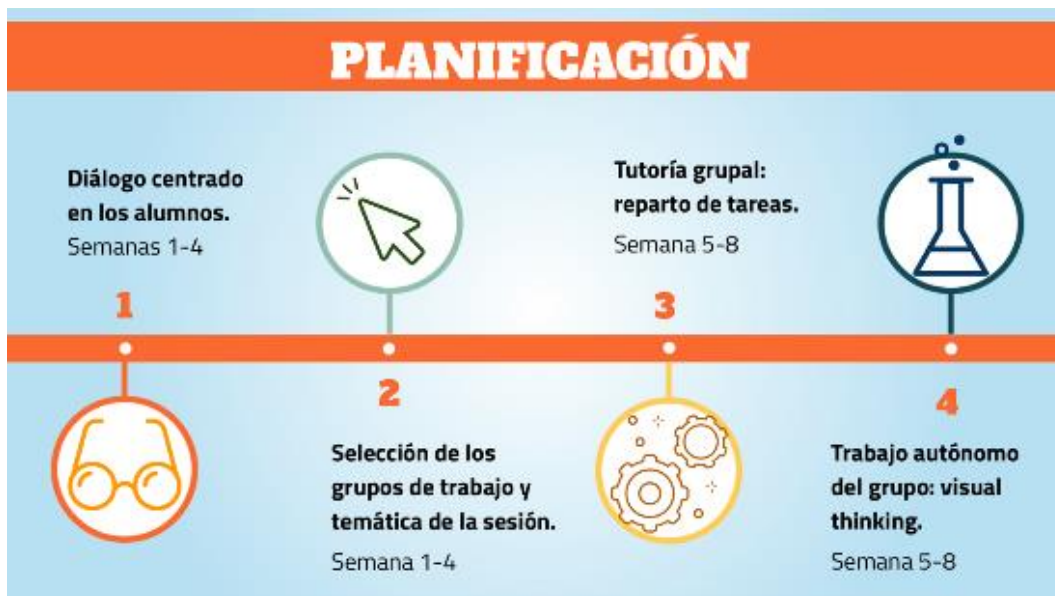 PLANIFICACIÓN
Diálogo centrado
en los alumnos.
Semanas 1-4
1
2
Selección de los
grupos de trabajo y
temática de la sesión.
Semana 1-4
Tutoría grupal:
reparto de tareas.
Semana 5-8
3
4
Trabajo autónomo
del grupo: visual
thinking.
Semana 5-8